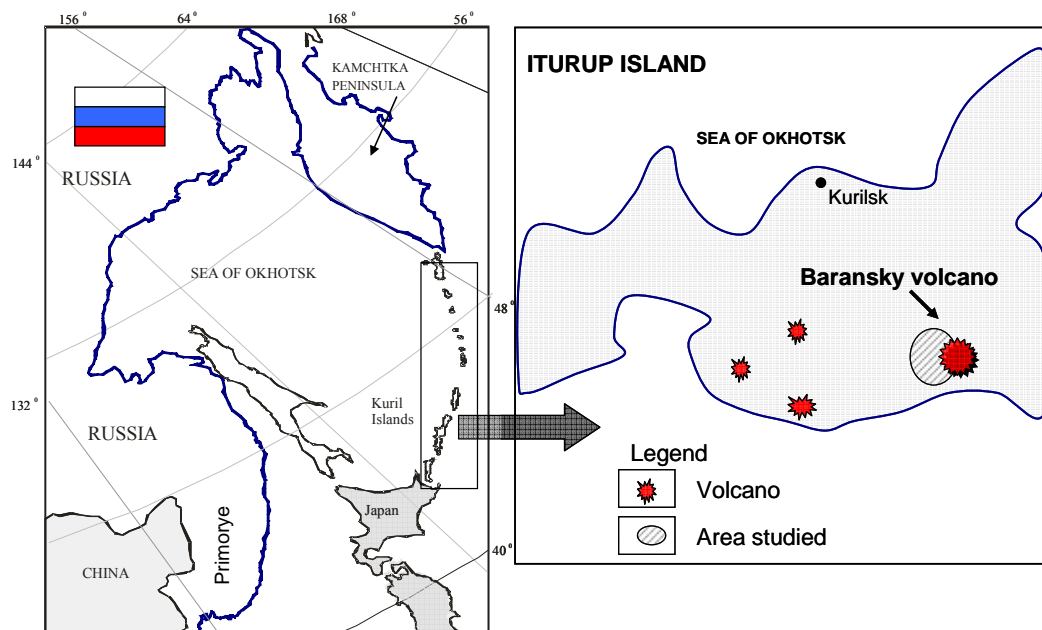 156°
64°
168°
56°
KAMCHTKA
PENINSULA
144°
RUSSIA
SEA OF OKHOTSK
48°
132°
RUSSIA
Kuril
Islands
Primorye
Japan
CHINA
40°
ITURUP ISLAND
SEA OF OKHOTSK
Kurilsk
Baransky volcano
Legend
Volcano
Area studied